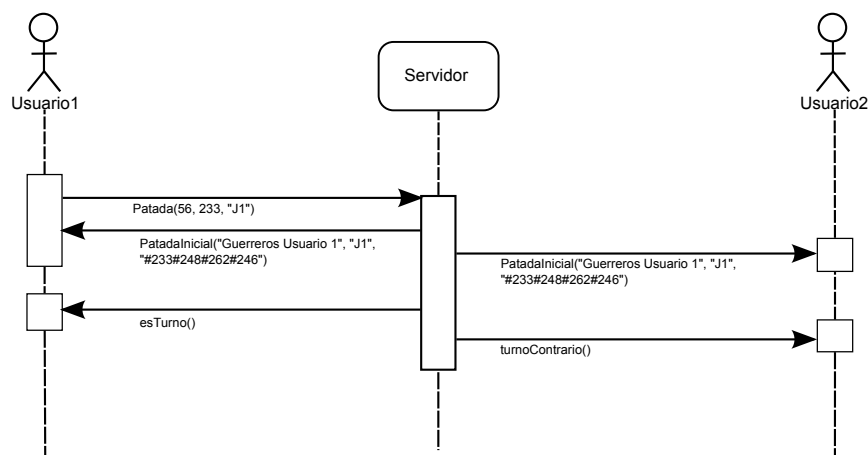 Servidor
Usuario1
Usuario2
Patada(56, 233, "J1")
PatadaInicial("Guerreros Usuario 1", "J1",
"#233#248#262#246")
PatadaInicial("Guerreros Usuario 1", "J1",
"#233#248#262#246")
esTurno()
turnoContrario()